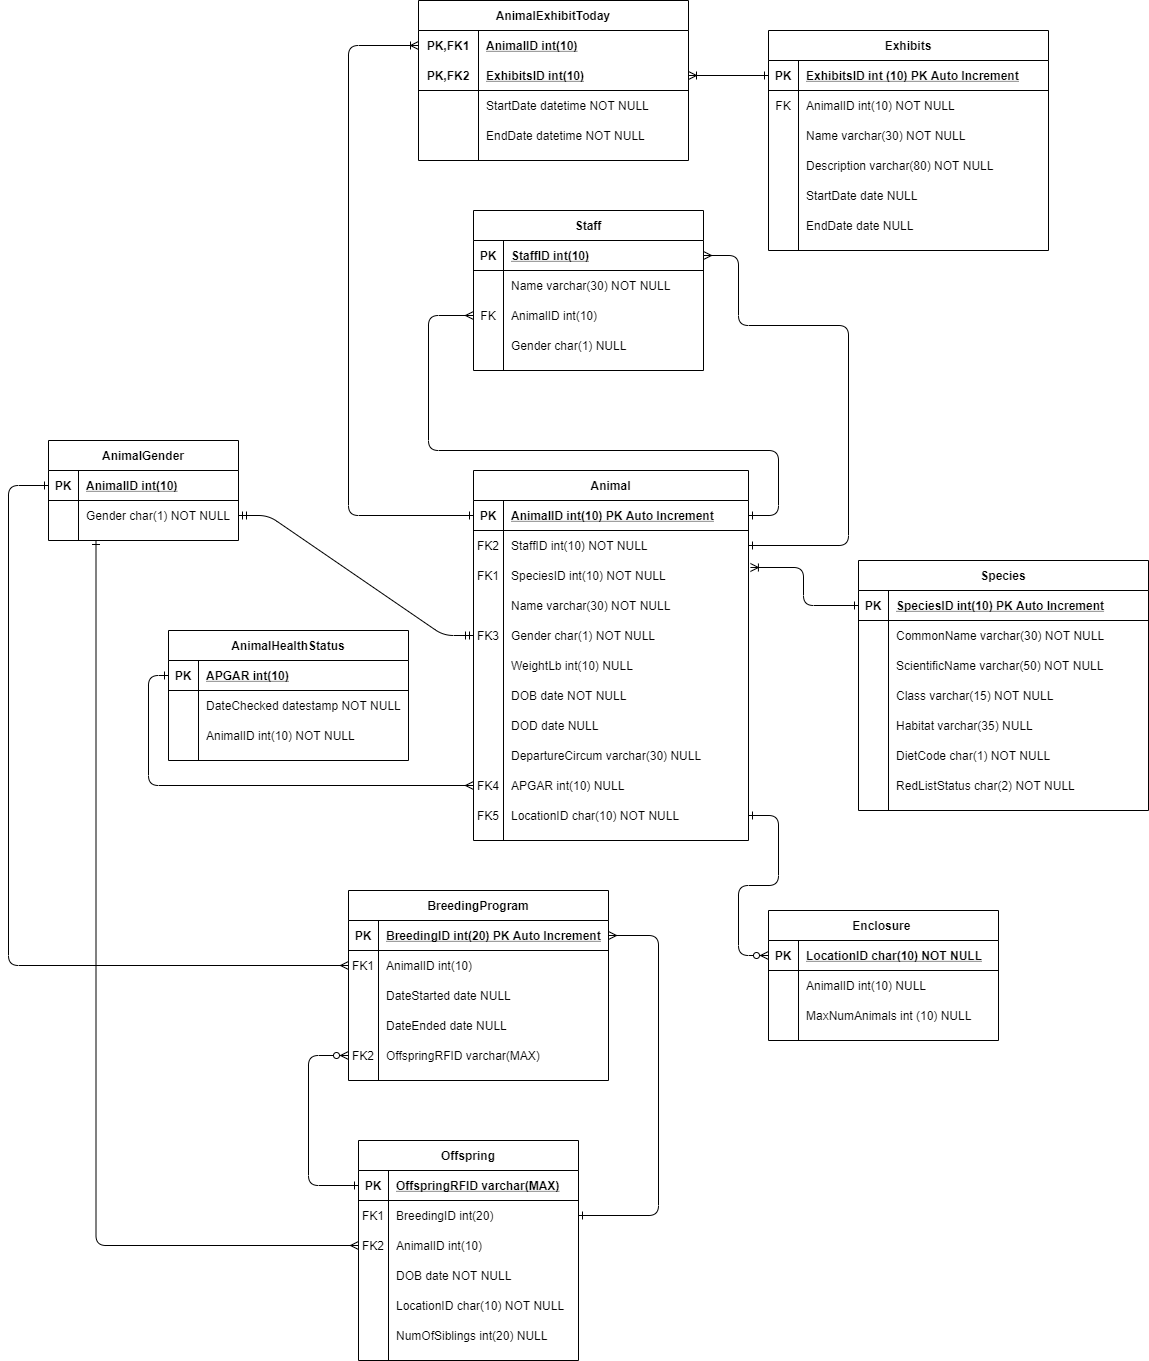 AnimalExhibitToday
PK,FK1 AnimalID int(10)
PK,FK2 ExhibitsID int(10)
StartDate datetime NOT NULL
EndDate datetime NOT NULL
Exhibits
PK ExhibitsID int (10) PK Auto Increment
FK AnimalID int(10) NOT NULL
Name varchar(30) NOT NULL
Description varchar(80) NOT NULL
StartDate date NULL
EndDate date NULL
Staff
PK StaffID int(10)
Name varchar(30) NOT NULL
FK AnimalID int(10)
Gender char(1) NULL
AnimalGender
PK AnimalID int(10)
Gender char(1) NOT NULL
Animal
PK AnimalID int(10) PK Auto Increment
FK2 StaffID int(10) NOT NULL
FK1 SpeciesID int(10) NOT NULL
Name varchar(30) NOT NULL
FK3 Gender char(1) NOT NULL
WeightLb int(10) NULL
DOB date NOT NULL
DOD date NULL
DepartureCircum varchar(30) NULL
FK4 APGAR int(10) NULL
FK5 LocationID char(10) NOT NULL
Species
PK SpeciesID int(10) PK Auto Increment
CommonName varchar(30) NOT NULL
ScientificName varchar(50) NOT NULL
Class varchar(15) NOT NULL
Habitat varchar(35) NULL
DietCode char(1) NOT NULL
RedListStatus char(2) NOT NULL
AnimalHealthStatus
PK APGAR int(10)
DateChecked datestamp NOT NULL
AnimalID int(10) NOT NULL
BreedingProgram
PK BreedingID int(20) PK Auto Increment
FK1 AnimalID int(10)
DateStarted date NULL
DateEnded date NULL
FK2 OffspringRFID varchar(MAX)
Enclosure
PK LocationID char(10) NOT NULL
AnimalID int(10) NULL
MaxNumAnimals int (10) NULL
Offspring
PK OffspringRFID varchar(MAX)
FK1 BreedingID int(20)
FK2 AnimalID int(10)
DOB date NOT NULL
LocationID char(10) NOT NULL
NumOfSiblings int(20) NULL